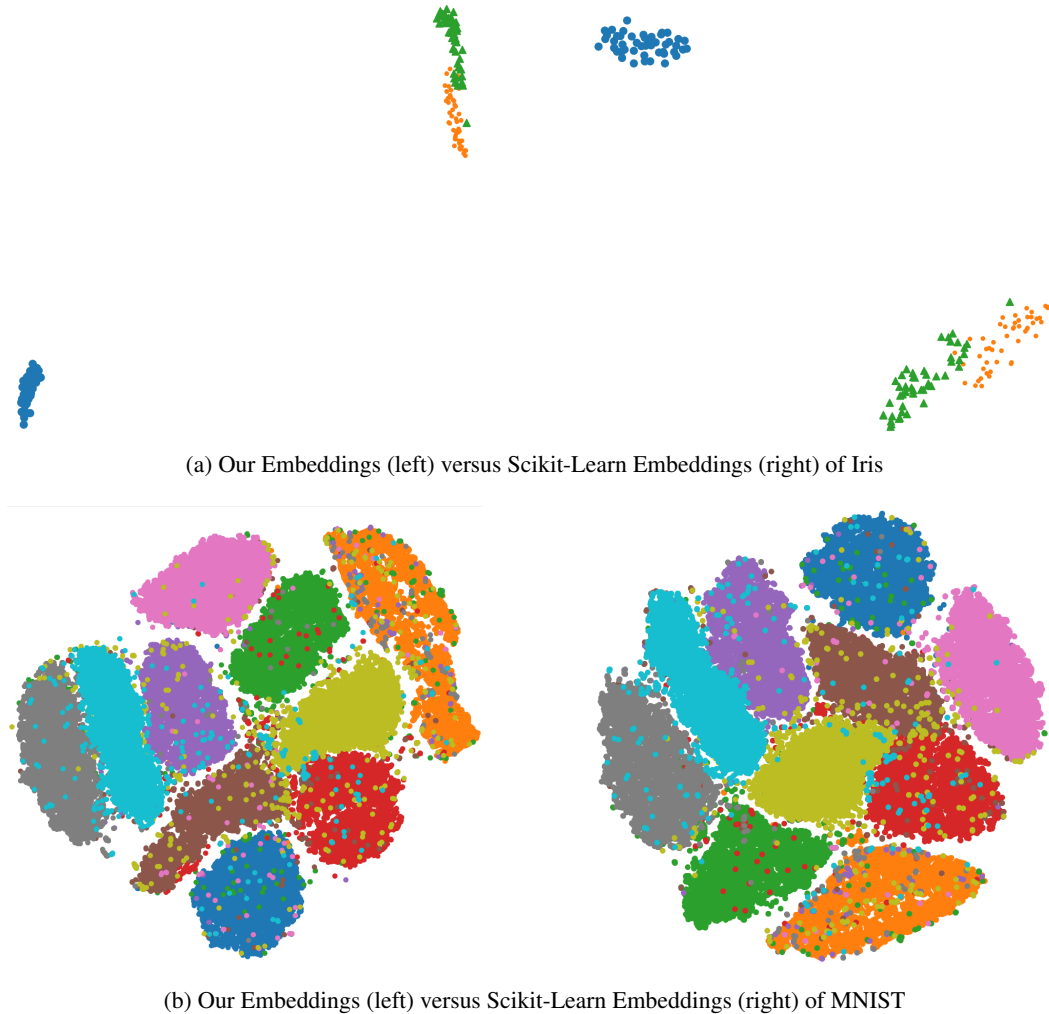 (a) Our Embeddings (left) versus Scikit-Learn Embeddings (right) of Iris
(b) Our Embeddings (left) versus Scikit-Learn Embeddings (right) of MNIST